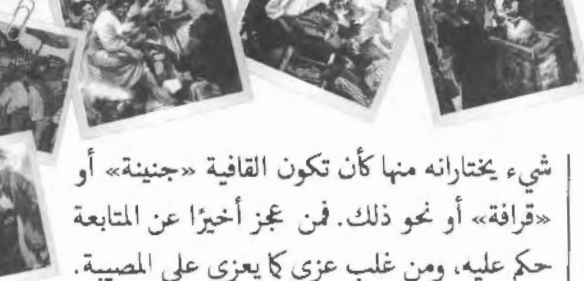 شيء يختارانه منها كأن تكون القافية «جنينة» أو
«قرافة» أو نحو ذلك. فمن عجز أخيرًا عن المتابعة
حكم عليه، ومن غلب عزى كما يعزى على المصيبة.